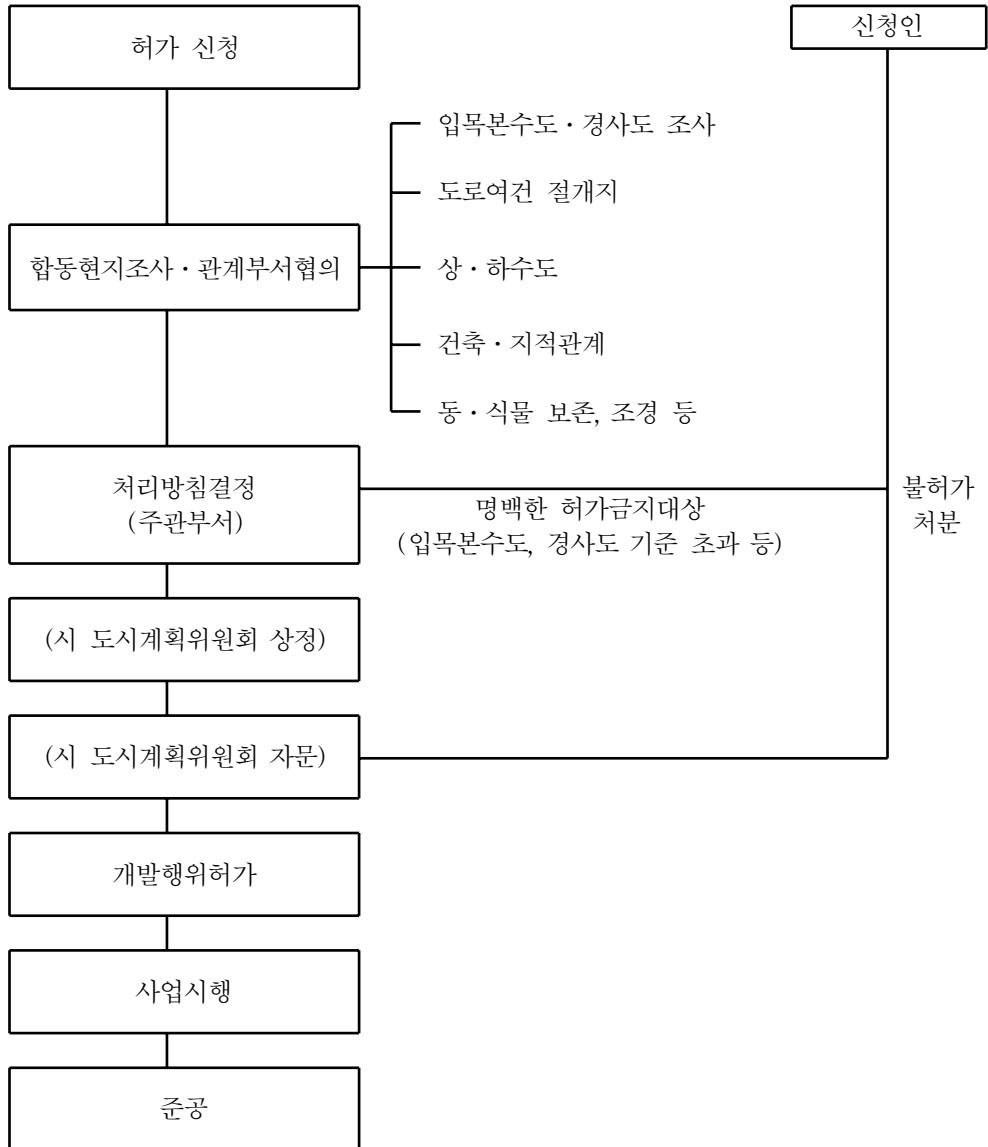 허가 신청
신청인
입목본수도·경사도 조사
도로여건 절개지
합동현지조사·관계부서협의
상·하수도
건축·지적관계
동·식물 보존, 조경 등
처리방침결정
(주관부서)
명백한 허가금지대상
(입목본수도, 경사도 기준 초과 등)
불허가
처분
(시 도시계획위원회 상정)
(시 도시계획위원회 자문)
개발행위허가
사업시행
준공